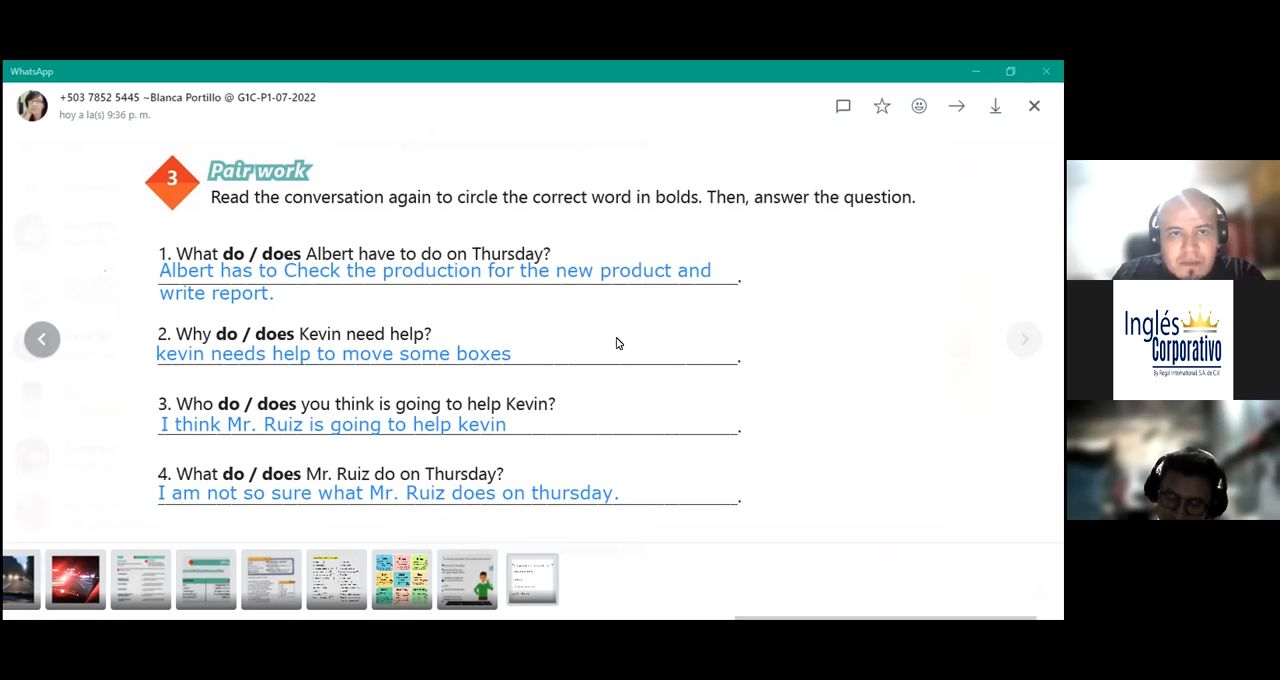 WhatsApp
+503 7852 5445 ~Blanca Portillo @ G1C-P1-07-2022
hoy a la(s) 9:36 p. m.
3
Pair work
Read the conversation again to circle the correct word in bolds. Then, answer the question.
1. What do / does Albert have to do on Thursday?
Albert has to Check the production for the new product and
write report.
2. Why do / does Kevin need help?
kevin needs help to move some boxes
3. Who do / does you think is going to help Kevin?
I think Mr. Ruiz is going to help kevin
4. What do / does Mr. Ruiz do on Thursday?
I am not so sure what Mr. Ruiz does on thursday.
Inglés
Corporativo
By Regal International, S.A. de C.V.